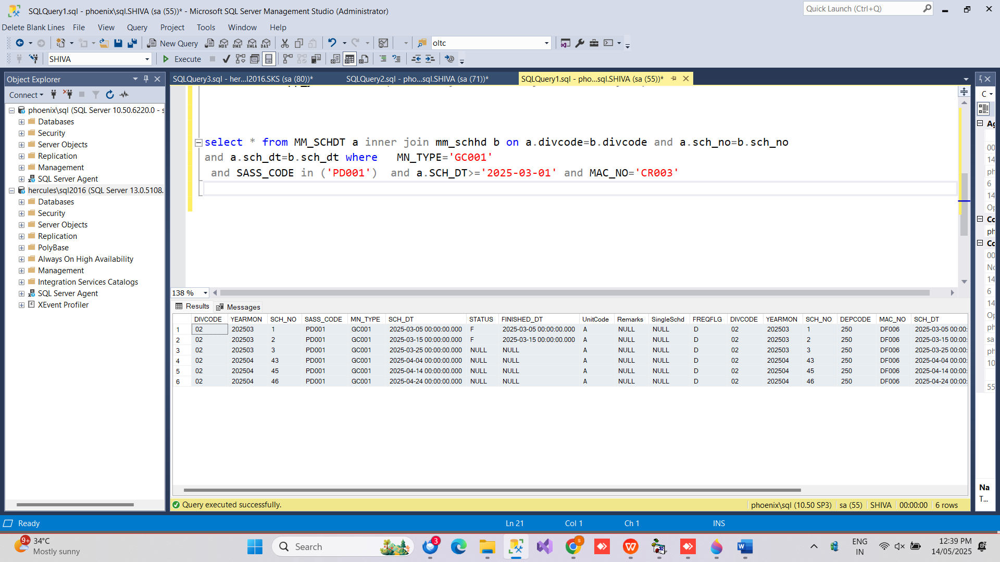 SQLQuery1.sql - phoenix\sql.SHIVA (sa (55))* - Microsoft SQL Server Management Studio (Administrator)
Quick Launch (Ctrl+Q)
Delete Blank Lines File View Query Project Tools Window Help
New Query
MDX DMX XMLA DAX
oltc
SHIVA
Execute
Object Explorer
SQLQuery3.sql - her...l2016.SKS (sa (80))*
SQLQuery2.sql - pho...sql.SHIVA (sa (71))*
SQLQuery1.sql - pho...sql.SHIVA (sa (55))*
Connect
phoenix\sql (SQL Server 10.50.6220.0 - s
Databases
Security
Server Objects
Replication
Management
SQL Server Agent
hercules\sql2016 (SQL Server 13.0.5108.
Databases
Security
Server Objects
Replication
PolyBase
Always On High Availability
Management
Integration Services Catalogs
SQL Server Agent
XEvent Profiler
select * from MM_SCHDT a inner join mm_schhd b on a.divcode=b.divcode and a.sch_no=b.sch_no
and a.sch_dt=b.sch_dt where MN_TYPE='GC001'
and SASS_CODE in ('PD001') and a.SCH_DT>='2025-03-01' and MAC_NO='CR003'
138 %
Results Messages
DIVCODE YEARMON SCH_NO SASS_CODE MN_TYPE SCH_DT STATUS FINISHED_DT UnitCode Remarks SingleSchd FREQFLG DIVCODE YEARMON SCH_NO DEPCODE MAC_NO SCH_DT
1 02 202503 1 PD001 GC001 2025-03-05 00:00:00.000 F 2025-03-05 00:00:00.000 A NULL NULL D 02 202503 1 250 DF006 2025-03-05 00:00:
2 02 202503 2 PD001 GC001 2025-03-15 00:00:00.000 F 2025-03-15 00:00:00.000 A NULL NULL D 02 202503 2 250 DF006 2025-03-15 00:00:
3 02 202503 3 PD001 GC001 2025-03-25 00:00:00.000 NULL NULL A NULL NULL D 02 202503 3 250 DF006 2025-03-25 00:00:
4 02 202504 43 PD001 GC001 2025-04-04 00:00:00.000 NULL NULL A NULL NULL D 02 202504 43 250 DF006 2025-04-04 00:00:
5 02 202504 45 PD001 GC001 2025-04-14 00:00:00.000 NULL NULL A NULL NULL D 02 202504 45 250 DF006 2025-04-14 00:00:
6 02 202504 46 PD001 GC001 2025-04-24 00:00:00.000 NULL NULL A NULL NULL D 02 202504 46 250 DF006 2025-04-24 00:00:
Query executed successfully.
phoenix\sql (10.50 SP3) sa (55) SHIVA 00:00:00 6 rows
C
Ag
00
14
ph
6
14
Op
Co
ph
Co
00
No
14
6
14
Op
ph
sa
ph
10
55
Na
T...
Ready
Ln 21 Col 1 Ch 1 INS
9+
34°C
Mostly sunny
Search
3
ENG
IN
12:39 PM
14/05/2025